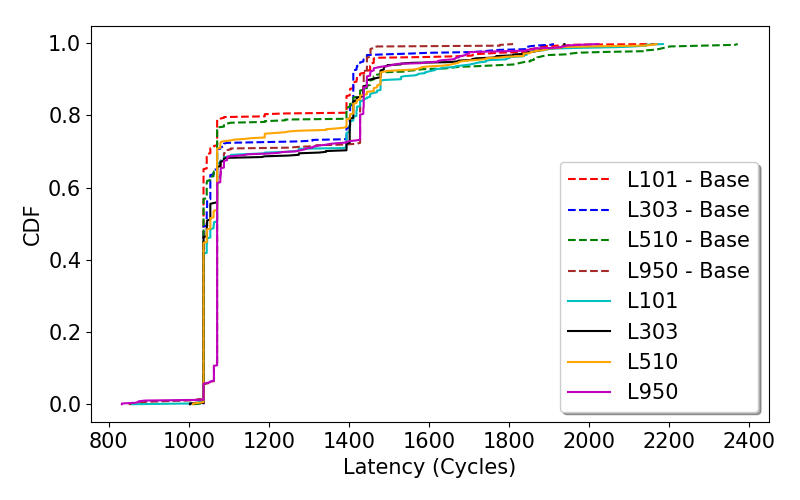 1.0
0.8
0.6
0.4
0.2
0.0
CDF
800 1000 1200 1400 1600 1800 2000 2200 2400
Latency (Cycles)
L101 - Base
L303 - Base
L510 - Base
L950 - Base
L101
L303
L510
L950